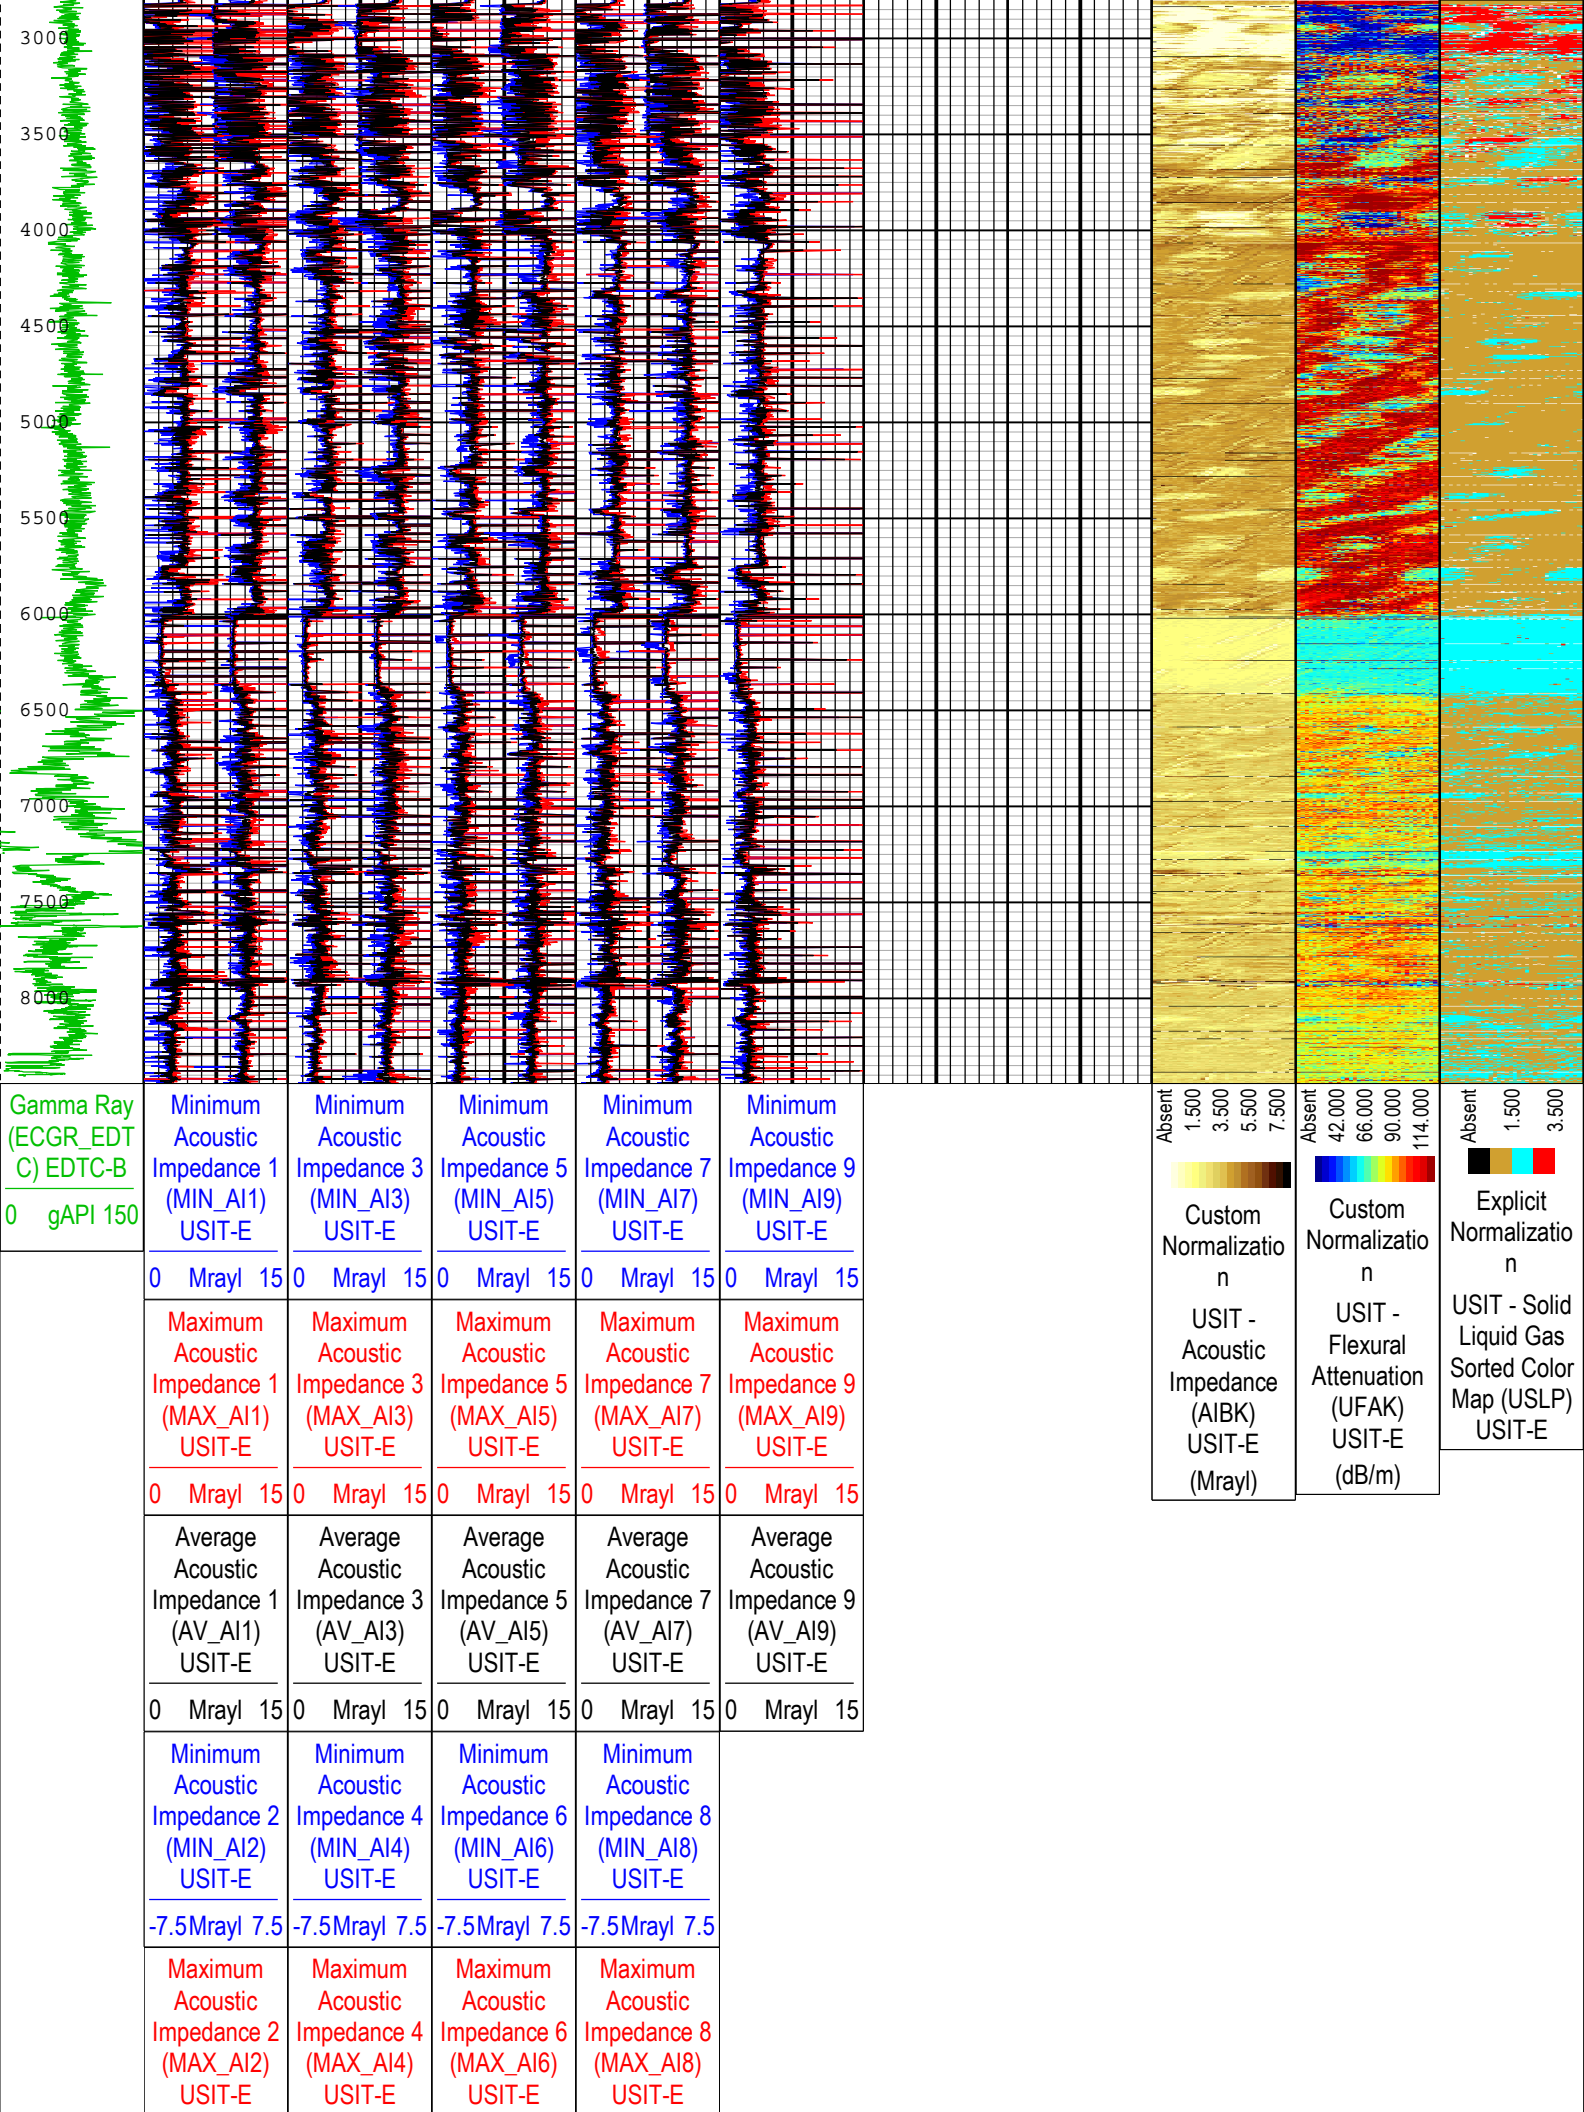 3000
3500
4000
4500
5000
5500
6000
6500
7000
7500
8000
Gamma Ray
(ECGR_EDT
C) EDTC-B
0 gAPI 150
Minimum
Acoustic
Impedance 1
(MIN_AI1)
USIT-E
0 Mrayl 15
Maximum
Acoustic
Impedance 1
(MAX_AI1)
USIT-E
0 Mrayl 15
Average
Acoustic
Impedance 1
(AV_AI1)
USIT-E
0 Mrayl 15
Minimum
Acoustic
Impedance 2
(MIN_AI2)
USIT-E
-7.5 Mrayl 7.5
Maximum
Acoustic
Impedance 2
(MAX_AI2)
USIT-E
Minimum
Acoustic
Impedance 3
(MIN_AI3)
USIT-E
0 Mrayl 15
Maximum
Acoustic
Impedance 3
(MAX_AI3)
USIT-E
0 Mrayl 15
Average
Acoustic
Impedance 3
(AV_AI3)
USIT-E
0 Mrayl 15
Minimum
Acoustic
Impedance 4
(MIN_AI4)
USIT-E
-7.5 Mrayl 7.5
Maximum
Acoustic
Impedance 4
(MAX_AI4)
USIT-E
Minimum
Acoustic
Impedance 5
(MIN_AI5)
USIT-E
0 Mrayl 15
Maximum
Acoustic
Impedance 5
(MAX_AI5)
USIT-E
0 Mrayl 15
Average
Acoustic
Impedance 5
(AV_AI5)
USIT-E
0 Mrayl 15
Minimum
Acoustic
Impedance 6
(MIN_AI6)
USIT-E
-7.5 Mrayl 7.5
Maximum
Acoustic
Impedance 6
(MAX_AI6)
USIT-E
Minimum
Acoustic
Impedance 7
(MIN_AI7)
USIT-E
0 Mrayl 15
Maximum
Acoustic
Impedance 7
(MAX_AI7)
USIT-E
0 Mrayl 15
Average
Acoustic
Impedance 7
(AV_AI7)
USIT-E
0 Mrayl 15
Minimum
Acoustic
Impedance 8
(MIN_AI8)
USIT-E
-7.5 Mrayl 7.5
Maximum
Acoustic
Impedance 8
(MAX_AI8)
USIT-E
Minimum
Acoustic
Impedance 9
(MIN_AI9)
USIT-E
0 Mrayl 15
Maximum
Acoustic
Impedance 9
(MAX_AI9)
USIT-E
0 Mrayl 15
Average
Acoustic
Impedance 9
(AV_AI9)
USIT-E
0 Mrayl 15
Absent
1.500
3.500
5.500
7.500
Custom
Normalizatio
n
USIT -
Acoustic
Impedance
(AIBK)
USIT-E
(Mrayl)
Absent
42.000
66.000
90.000
114.000
Custom
Normalizatio
n
USIT -
Flexural
Attenuation
(UFAK)
USIT-E
(dB/m)
Absent
1.500
3.500
Explicit
Normalizatio
n
USIT - Solid
Liquid Gas
Sorted Color
Map (USLP)
USIT-E